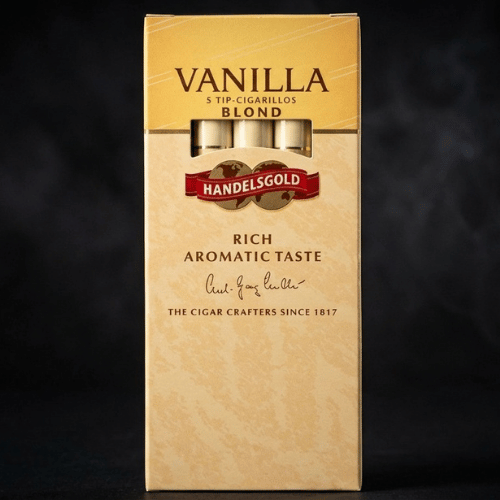 VANILLA
5 TIP-CIGARILLOS
BLOND
HANDELSGOLD
RICH
AROMATIC TASTE
THE CIGAR CRAFTERS SINCE 1817